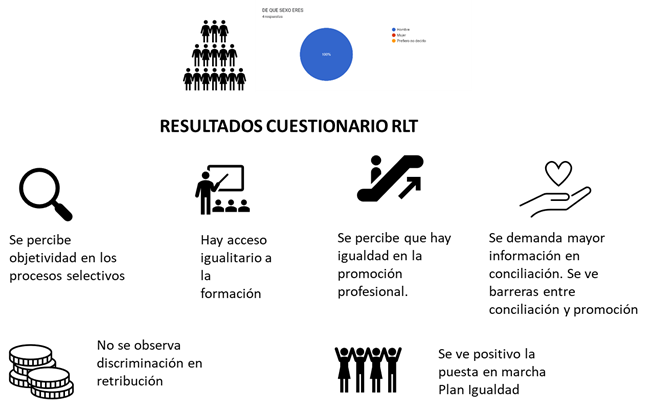 DE QUE SEXO ERES
4 respuestas
Hombre
Mujer
Prefiero no decirlo
100%
RESULTADOS CUESTIONARIO RLT
Se percibe
objetividad en los
procesos selectivos
Hay acceso
igualitario a
la
formación
Se percibe que hay
igualdad en la
promoción
profesional.
Se demanda mayor
información en
conciliación. Se ve
barreras entre
conciliación y promoción
No se observa
discriminación en
retribución
Se ve positivo la
puesta en marcha
Plan Igualdad